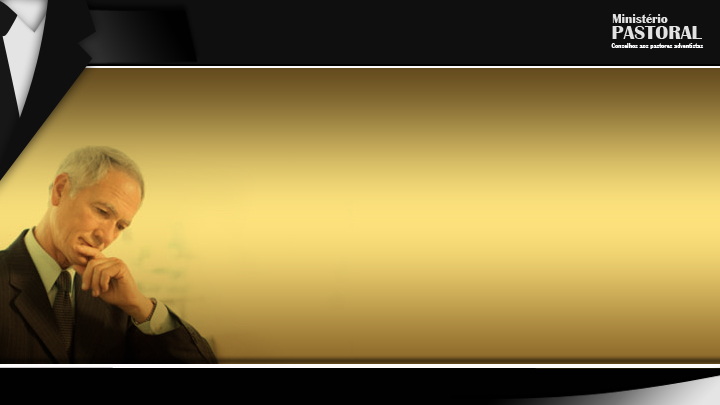 Ministério
PASTORAL
Conselhos aos pastores adventistas